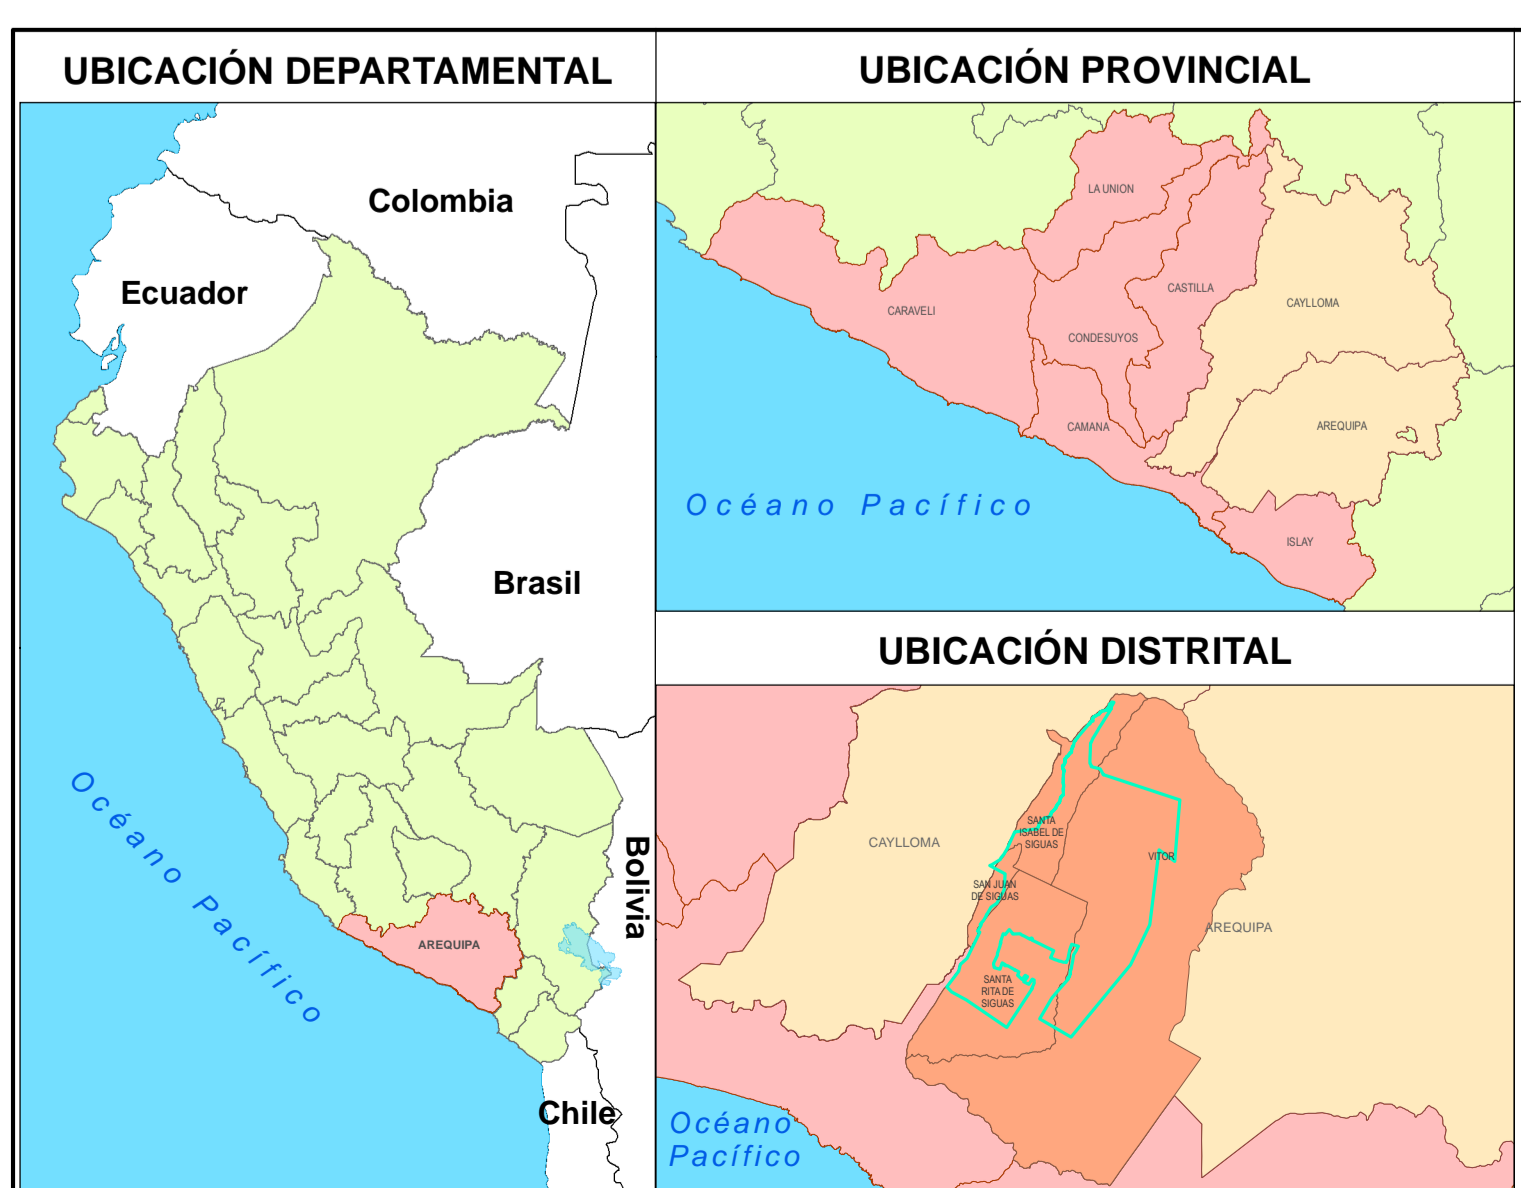 UBICACIÓN DEPARTAMENTAL
Colombia
Ecuador
Brasil
Bolivia
AREQUIPA
Océano Pacífico
Chile
UBICACIÓN PROVINCIAL
LA UNION
CASTILLA
CAYLLOMA
CARAVELI
CONDESUYOS
CAMANA
AREQUIPA
Océano Pacífico
ISLAY
UBICACIÓN DISTRITAL
SANTA
ISABEL DE
SIGUAS
CAYLLOMA
VITOR
SAN JUAN
DE SIGUAS
AREQUIPA
SANTA
RITA DE
SIGUAS
Océano
Pacífico